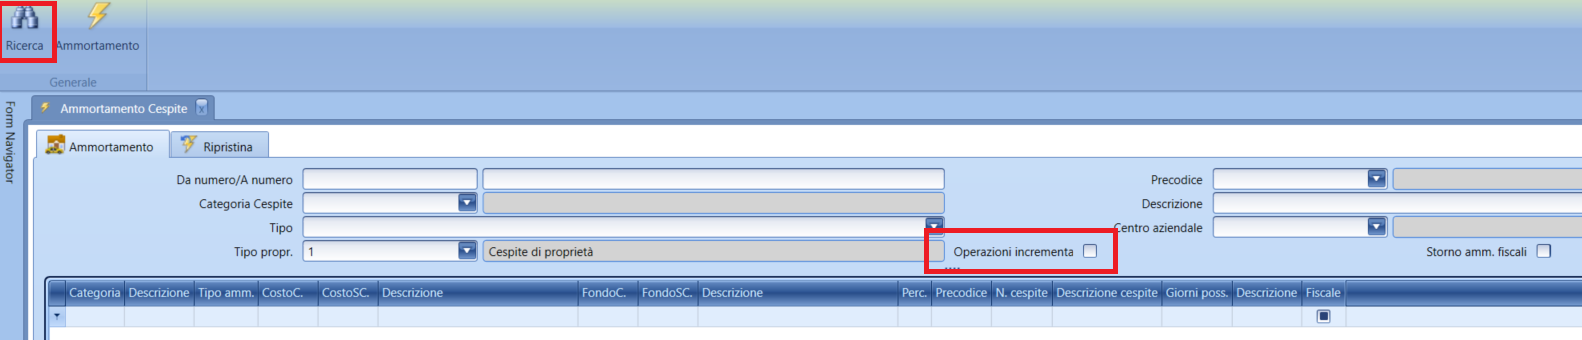 Ricerca Ammortamento
Generale
Form Navigator
Ammortamento Cespite x
Ammortamento Ripristina
Da numero/A numero Precodice
Categoria Cespite Descrizione
Tipo Centro aziendale
Tipo propr. 1 Cespite di proprietà Operazioni incrementa Storno amm. fiscali
Categoria Descrizione Tipo amm. CostoC. CostoSC. Descrizione FondoC. FondoSC. Descrizione Perc. Precodice N. cespite Descrizione cespite Giorni poss. Descrizione Fiscale